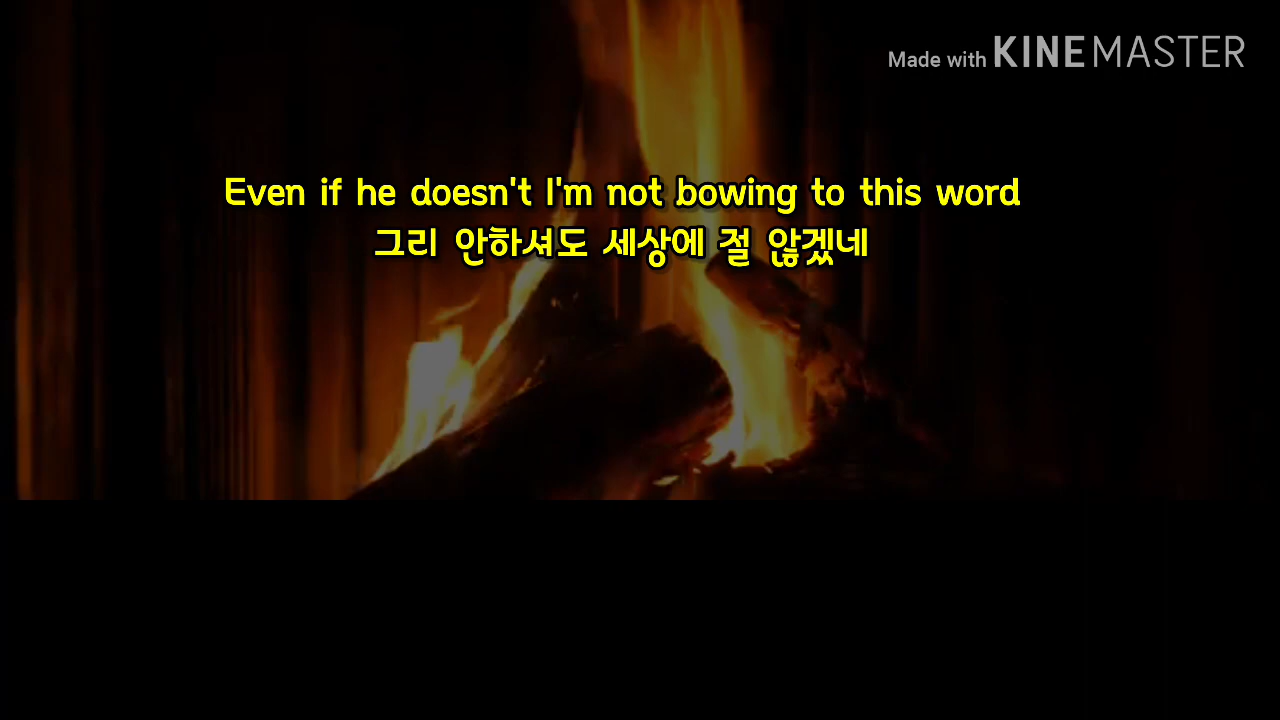 Made with KINEMASTER
Even if he doesn't I'm not bowing to this word
그리 안하셔도 세상에 절 않겠네